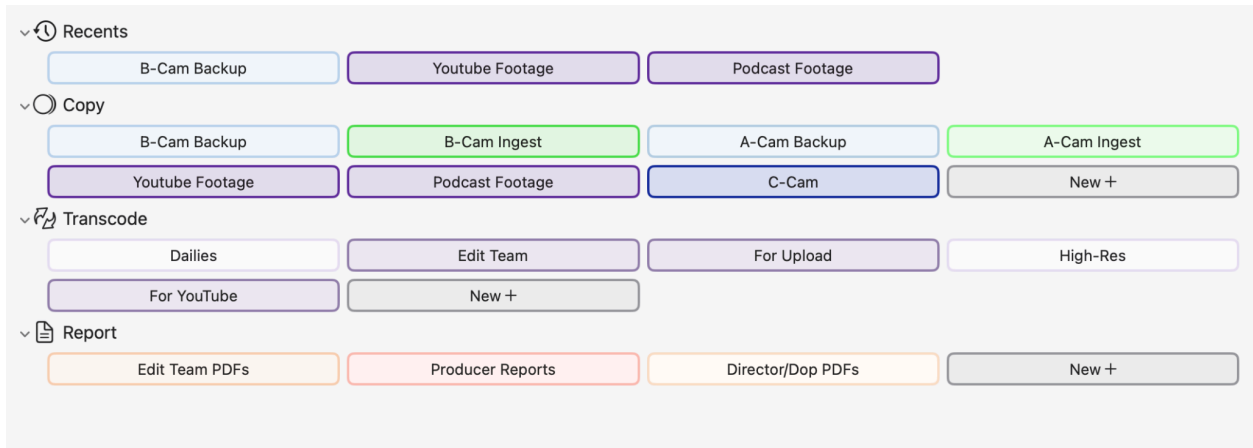 Recents
B-Cam Backup Youtube Footage Podcast Footage
Copy
B-Cam Backup B-Cam Ingest A-Cam Backup A-Cam Ingest
Youtube Footage Podcast Footage C-Cam New +
Transcode
Dailies Edit Team For Upload High-Res
For YouTube New +
Report
Edit Team PDFs Producer Reports Director/Dop PDFs New +